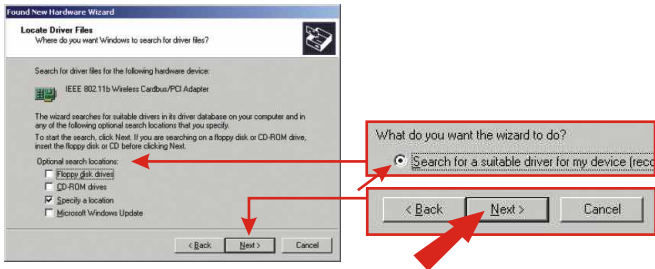 Found New Hardware Wizard
Locate Driver Files
Where do you want Windows to search for driver files?
Search for driver files for the following hardware device:
IEEE 802.11b Wireless Cardbus/PCI Adapter
The wizard searches for suitable drivers in its driver database on your computer and in
any of the following optional search locations that you specify.
To start the search, click Next. If you are searching on a floppy disk or CD-ROM drive,
insert the floppy disk or CD before clicking Next.
Optional search locations:
Floppy disk drives
CD-ROM drives
Specify a location
Microsoft Windows Update
< Back
Next >
Cancel
What do you want the wizard to do?
Search for a suitable driver for my device (reco
< Back
Next >
Cancel